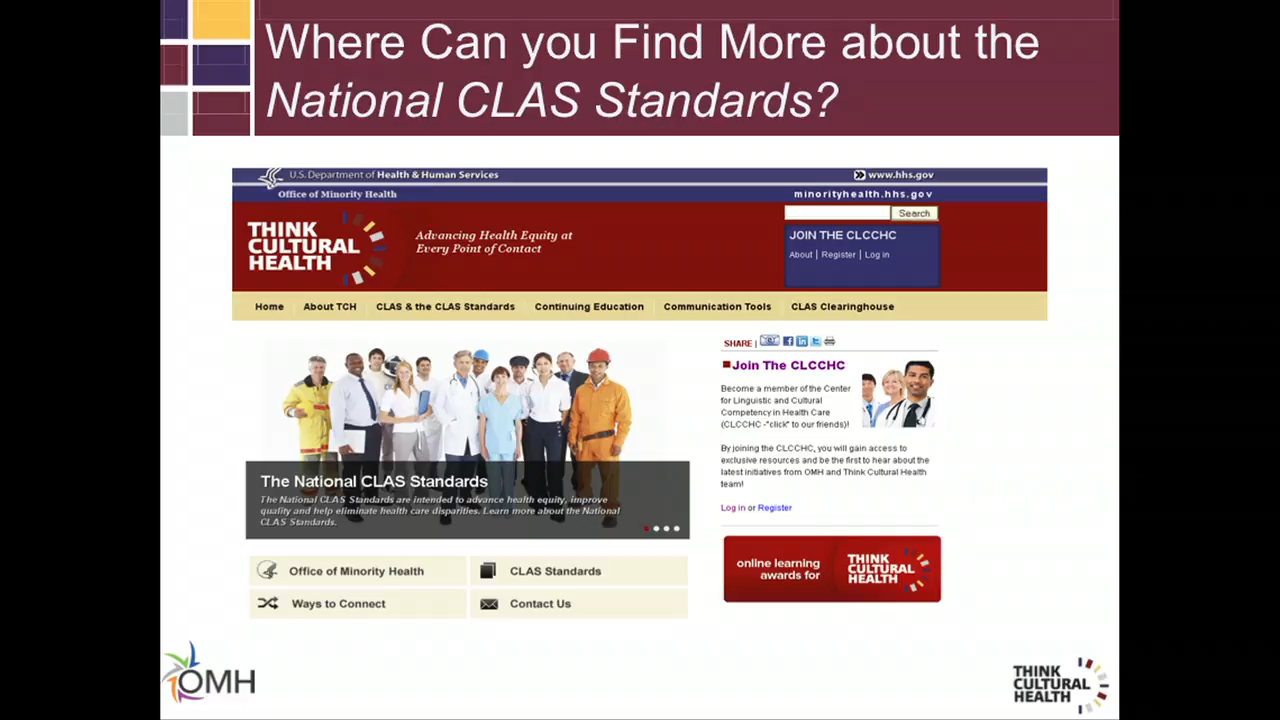 Where Can you Find More about the
National CLAS Standards?
U.S. Department of Health & Human Services
www.hhs.gov
Office of Minority Health
minorityhealth.hhs.gov
THINK
CULTURAL
HEALTH
Advancing Health Equity at
Every Point of Contact
Search
JOIN THE CLCCHC
About | Register | Log in
Home About TCH CLAS & the CLAS Standards Continuing Education Communication Tools CLAS Clearinghouse
The National CLAS Standards
The National CLAS Standards are intended to advance health equity, improve
quality and help eliminate health care disparities. Learn more about the National
CLAS Standards.
Office of Minority Health
CLAS Standards
Ways to Connect
Contact Us
SHARE |
Join The CLCCHC
Become a member of the Center
for Linguistic and Cultural
Competency in Health Care
(CLCCHC -"click" to our friends)!
By joining the CLCCHC, you will gain access to
exclusive resources and be the first to hear about the
latest initiatives from OMH and Think Cultural Health
team!
Log in or Register
online learning
awards for
THINK
CULTURAL
HEALTH
OMH
THINK
CULTURAL
HEALTH